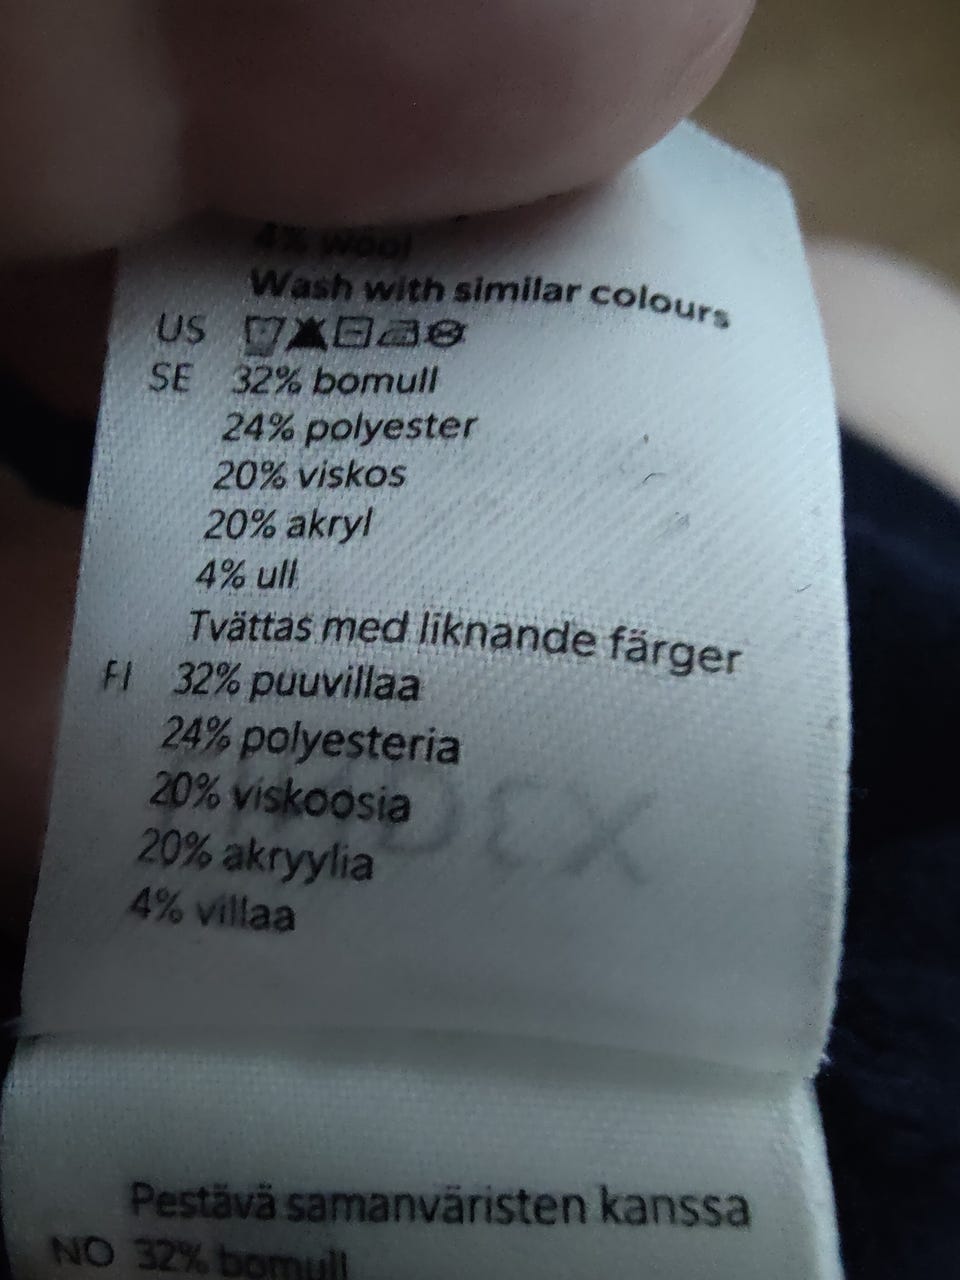 4% wool
Wash with similar colours
US
SE 32% bomull
24% polyester
20% viskos
20% akryl
4% ull
Tvättas med liknande färger
FI 32% puuvillaa
24% polyesteria
20% viskoosia
20% akryylia
4% villaa
Pestävä samanväristen kanssa
NO 32% bomull